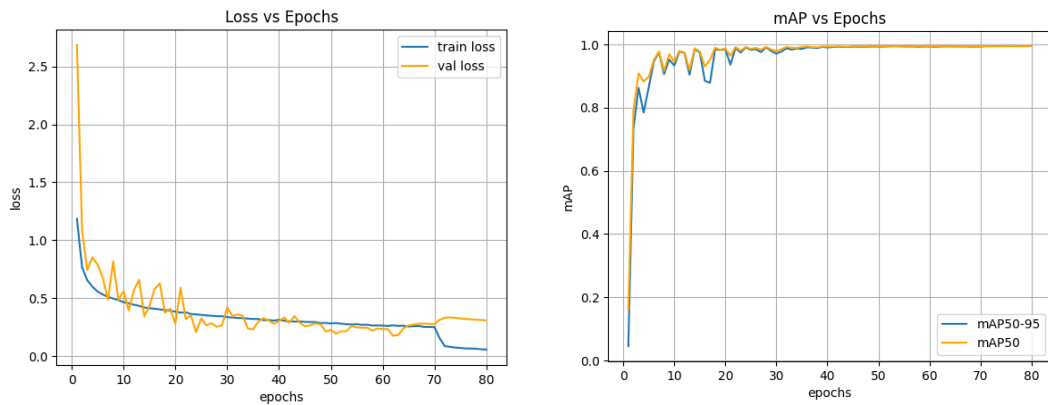 Loss vs Epochs
train loss
val loss
2.5
2.0
1.5
1.0
0.5
0.0
loss
0 10 20 30 40 50 60 70 80
epochs
mAP vs Epochs
1.0
0.8
0.6
0.4
0.2
0.0
mAP
mAP50-95
mAP50
0 10 20 30 40 50 60 70 80
epochs